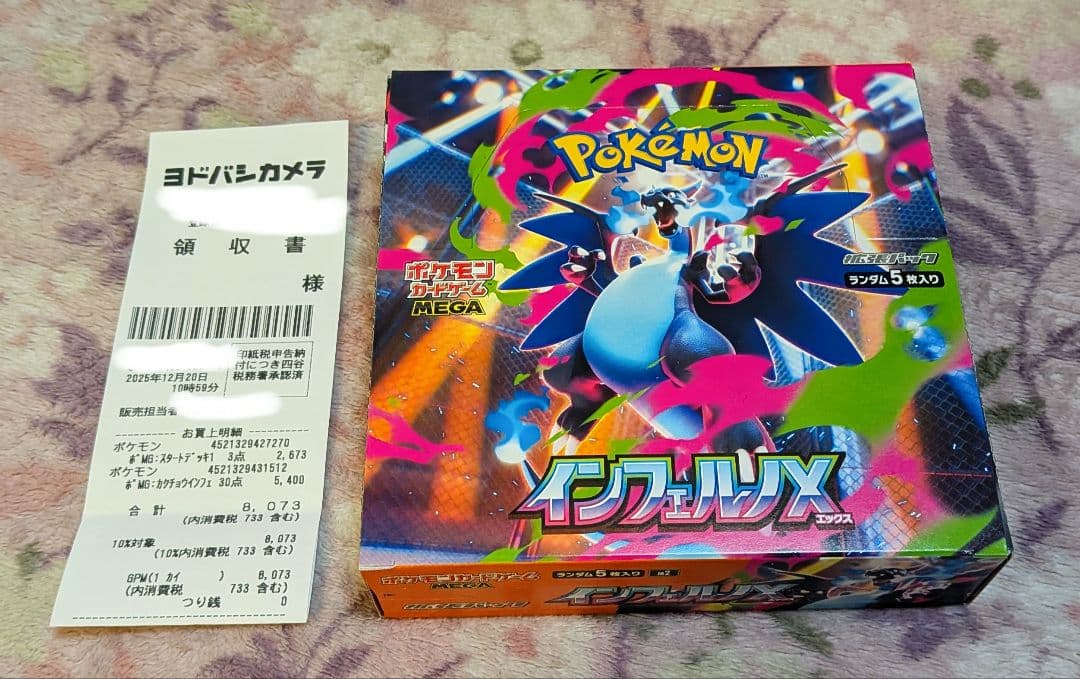 ヨドバシカメラ
領 収 書
様
印紙税申告納
付につき四谷
税務署承認済
2025年12月20日
10時59分
販売担当者
お買上明細
ポケモン 4521329427270
ポMG:スタートデッキ1 3点 2,673
ポケモン 4521329431512
ポMG:カクチョウインフェ 30点 5,400
合 計 8,073
(内消費税 733 含む)
10%対象 8,073
(10%内消費税 733 含む)
GPM(1 カイ ) 8,073
(内消費税 733 含む)
つり銭 0
POKéMON
ポケモン
カードゲーム
MEGA
拡張パック
ランダム5枚入り
インフェルノX
エックス
ポケモンカードゲーム
MEGA
拡張パック
ランダム5枚入り
インフェルノX